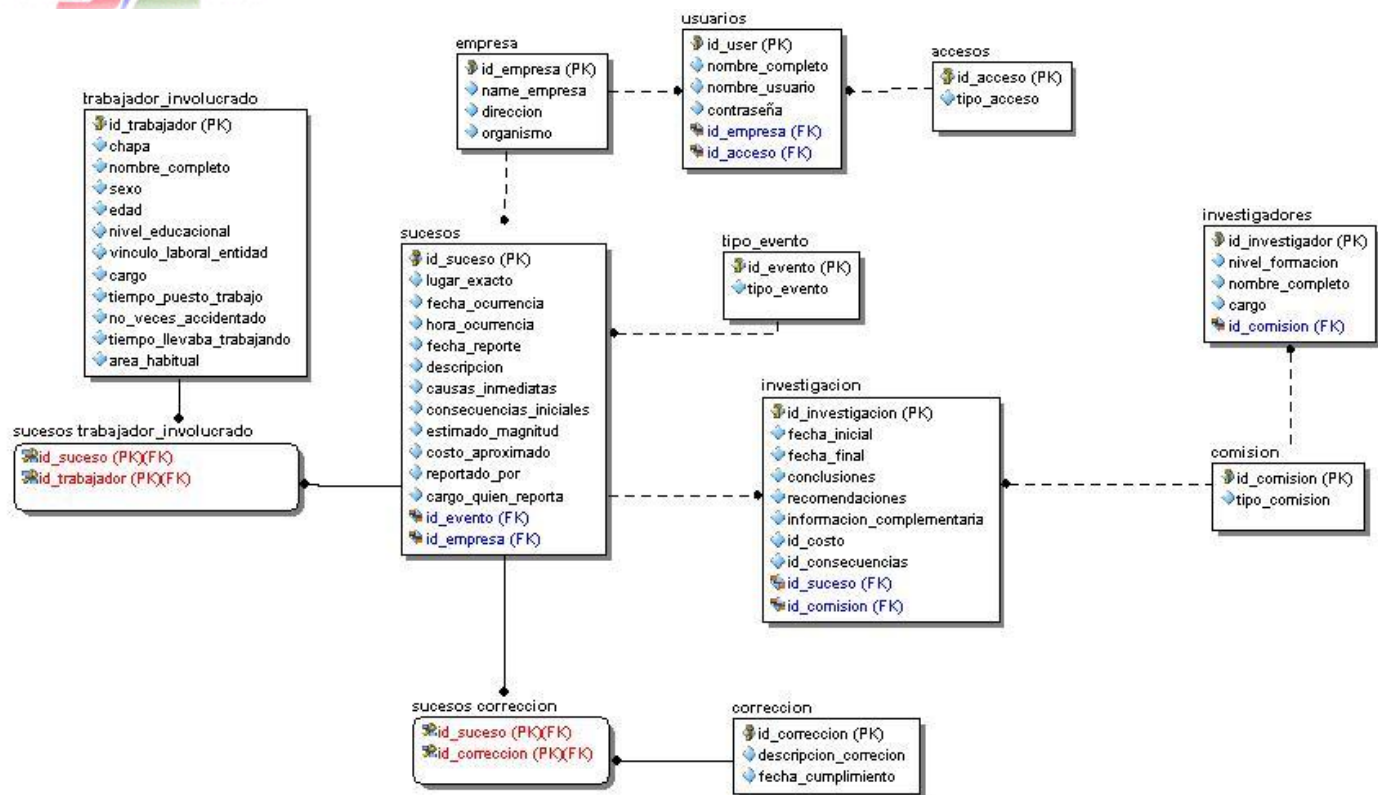 usuarios
id_user (PK)
nombre_completo
nombre_usuario
contraseña
id_empresa (FK)
id_acceso (FK)
empresa
id_empresa (PK)
name_empresa
direccion
organismo
accesos
id_acceso (PK)
tipo_acceso
trabajador_involucrado
id_trabajador (PK)
chapa
nombre_completo
sexo
edad
nivel_educacional
vinculo_laboral_entidad
cargo
tiempo_puesto_trabajo
no_veces_accidentado
tiempo_llevaba_trabajando
area_habitual
sucesos
id_suceso (PK)
lugar_exacto
fecha_ocurrencia
hora_ocurrencia
fecha_reporte
descripcion
causas_inmediatas
consecuencias_iniciales
estimado_magnitud
costo_aproximado
reportado_por
cargo_quien_reporta
id_evento (FK)
id_empresa (FK)
tipo_evento
id_evento (PK)
tipo_evento
investigadores
id_investigador (PK)
nivel_formacion
nombre_completo
cargo
id_comision (FK)
investigacion
id_investigacion (PK)
fecha_inicial
fecha_final
conclusiones
recomendaciones
informacion_complementaria
id_costo
id_consecuencias
id_suceso (FK)
id_comision (FK)
comision
id_comision (PK)
tipo_comision
sucesos trabajador_involucrado
id_suceso (PK)(FK)
id_trabajador (PK)(FK)
sucesos correccion
id_suceso (PK)(FK)
id_correccion (PK)(FK)
correccion
id_correccion (PK)
descripcion_correcion
fecha_cumplimiento